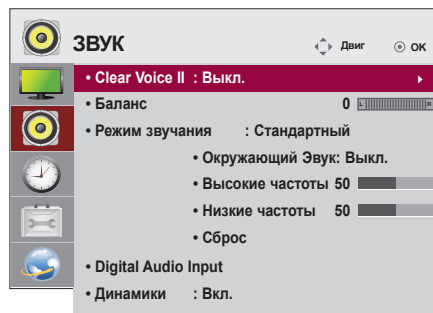 ЗВУК
Двиг
ОК
• Clear Voice II : Выкл.
• Баланс 0 L R
• Режим звучания : Стандартный
• Окружающий Эвук: Выкл.
• Высокие частоты 50
• Низкие частоты 50
• Сброс
• Digital Audio Input
• Динамики : Вкл.